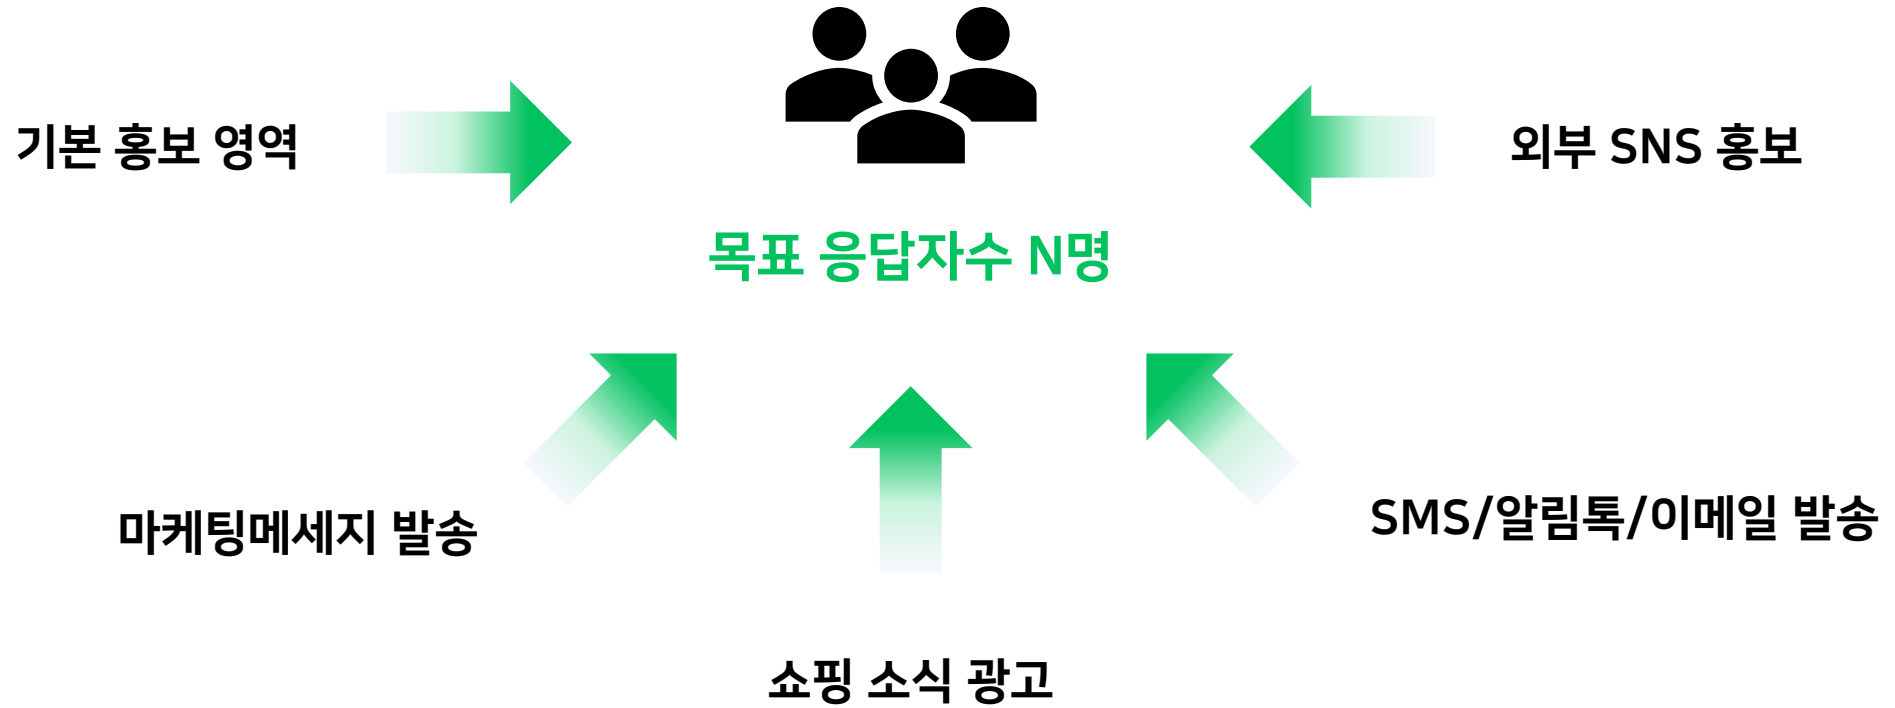 기본 홍보 영역
외부 SNS 홍보
목표 응답자수 N명
마케팅메세지 발송
SMS/알림톡/이메일 발송
쇼핑 소식 광고